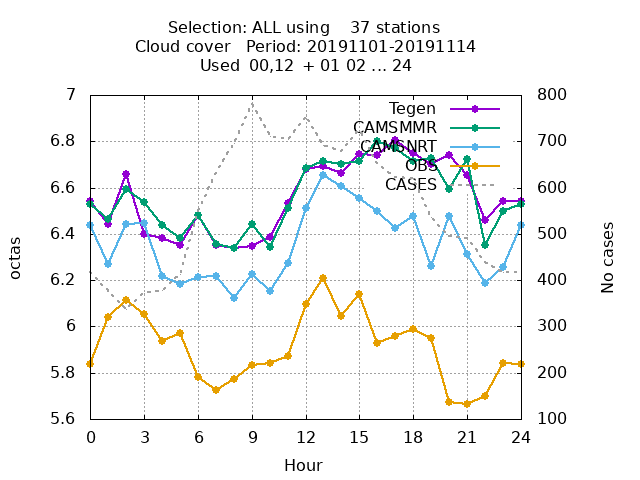 Selection: ALL using 37 stations
Cloud cover Period: 20191101-20191114
Used 00,12 + 01 02 ... 24
7 800
Tegen
CAMSMMR
6.8 700
CAMSNRT
OBS
CASES
6.6 600
6.4 500
octas No cases
6.2 400
6 300
5.8 200
5.6 100
0 3 6 9 12 15 18 21 24
Hour